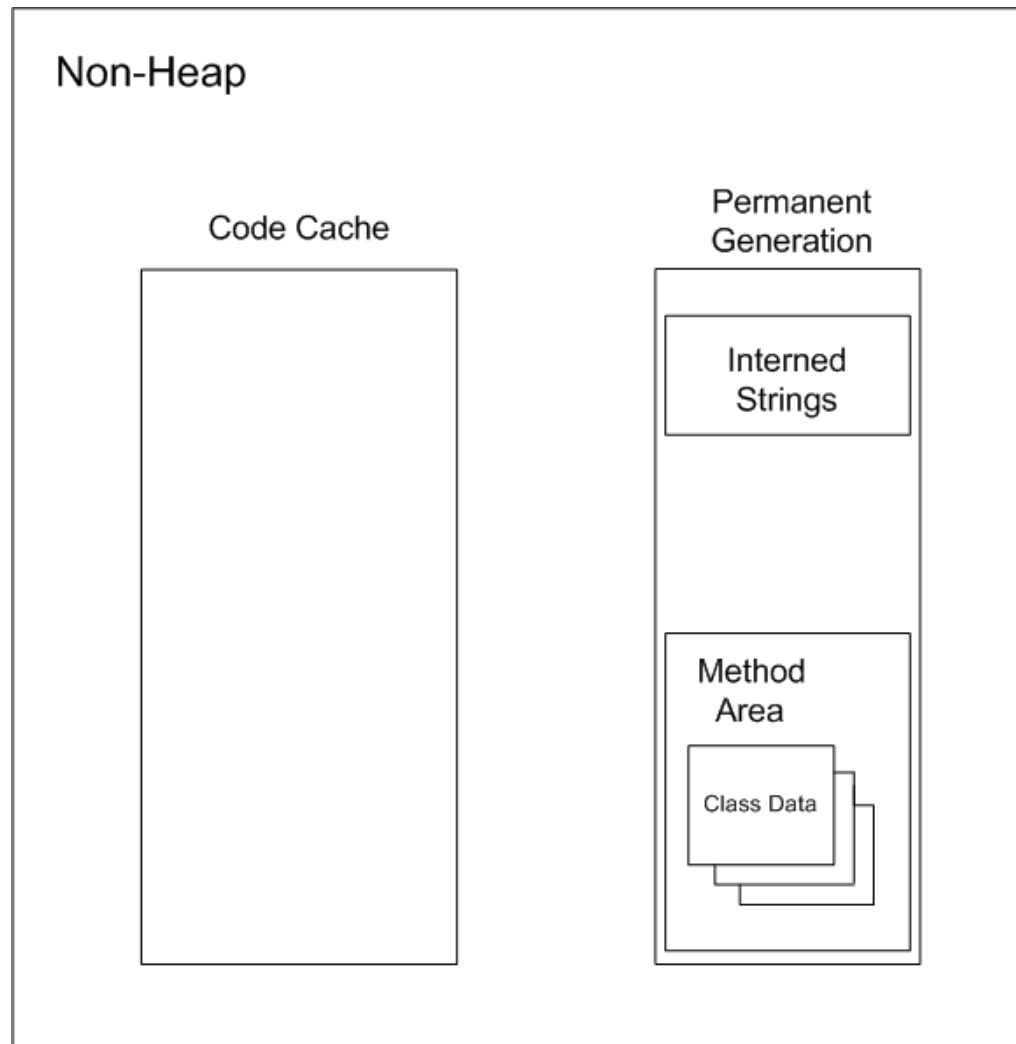 Non-Heap
Code Cache
Permanent
Generation
Interned
Strings
Method
Area
Class Data